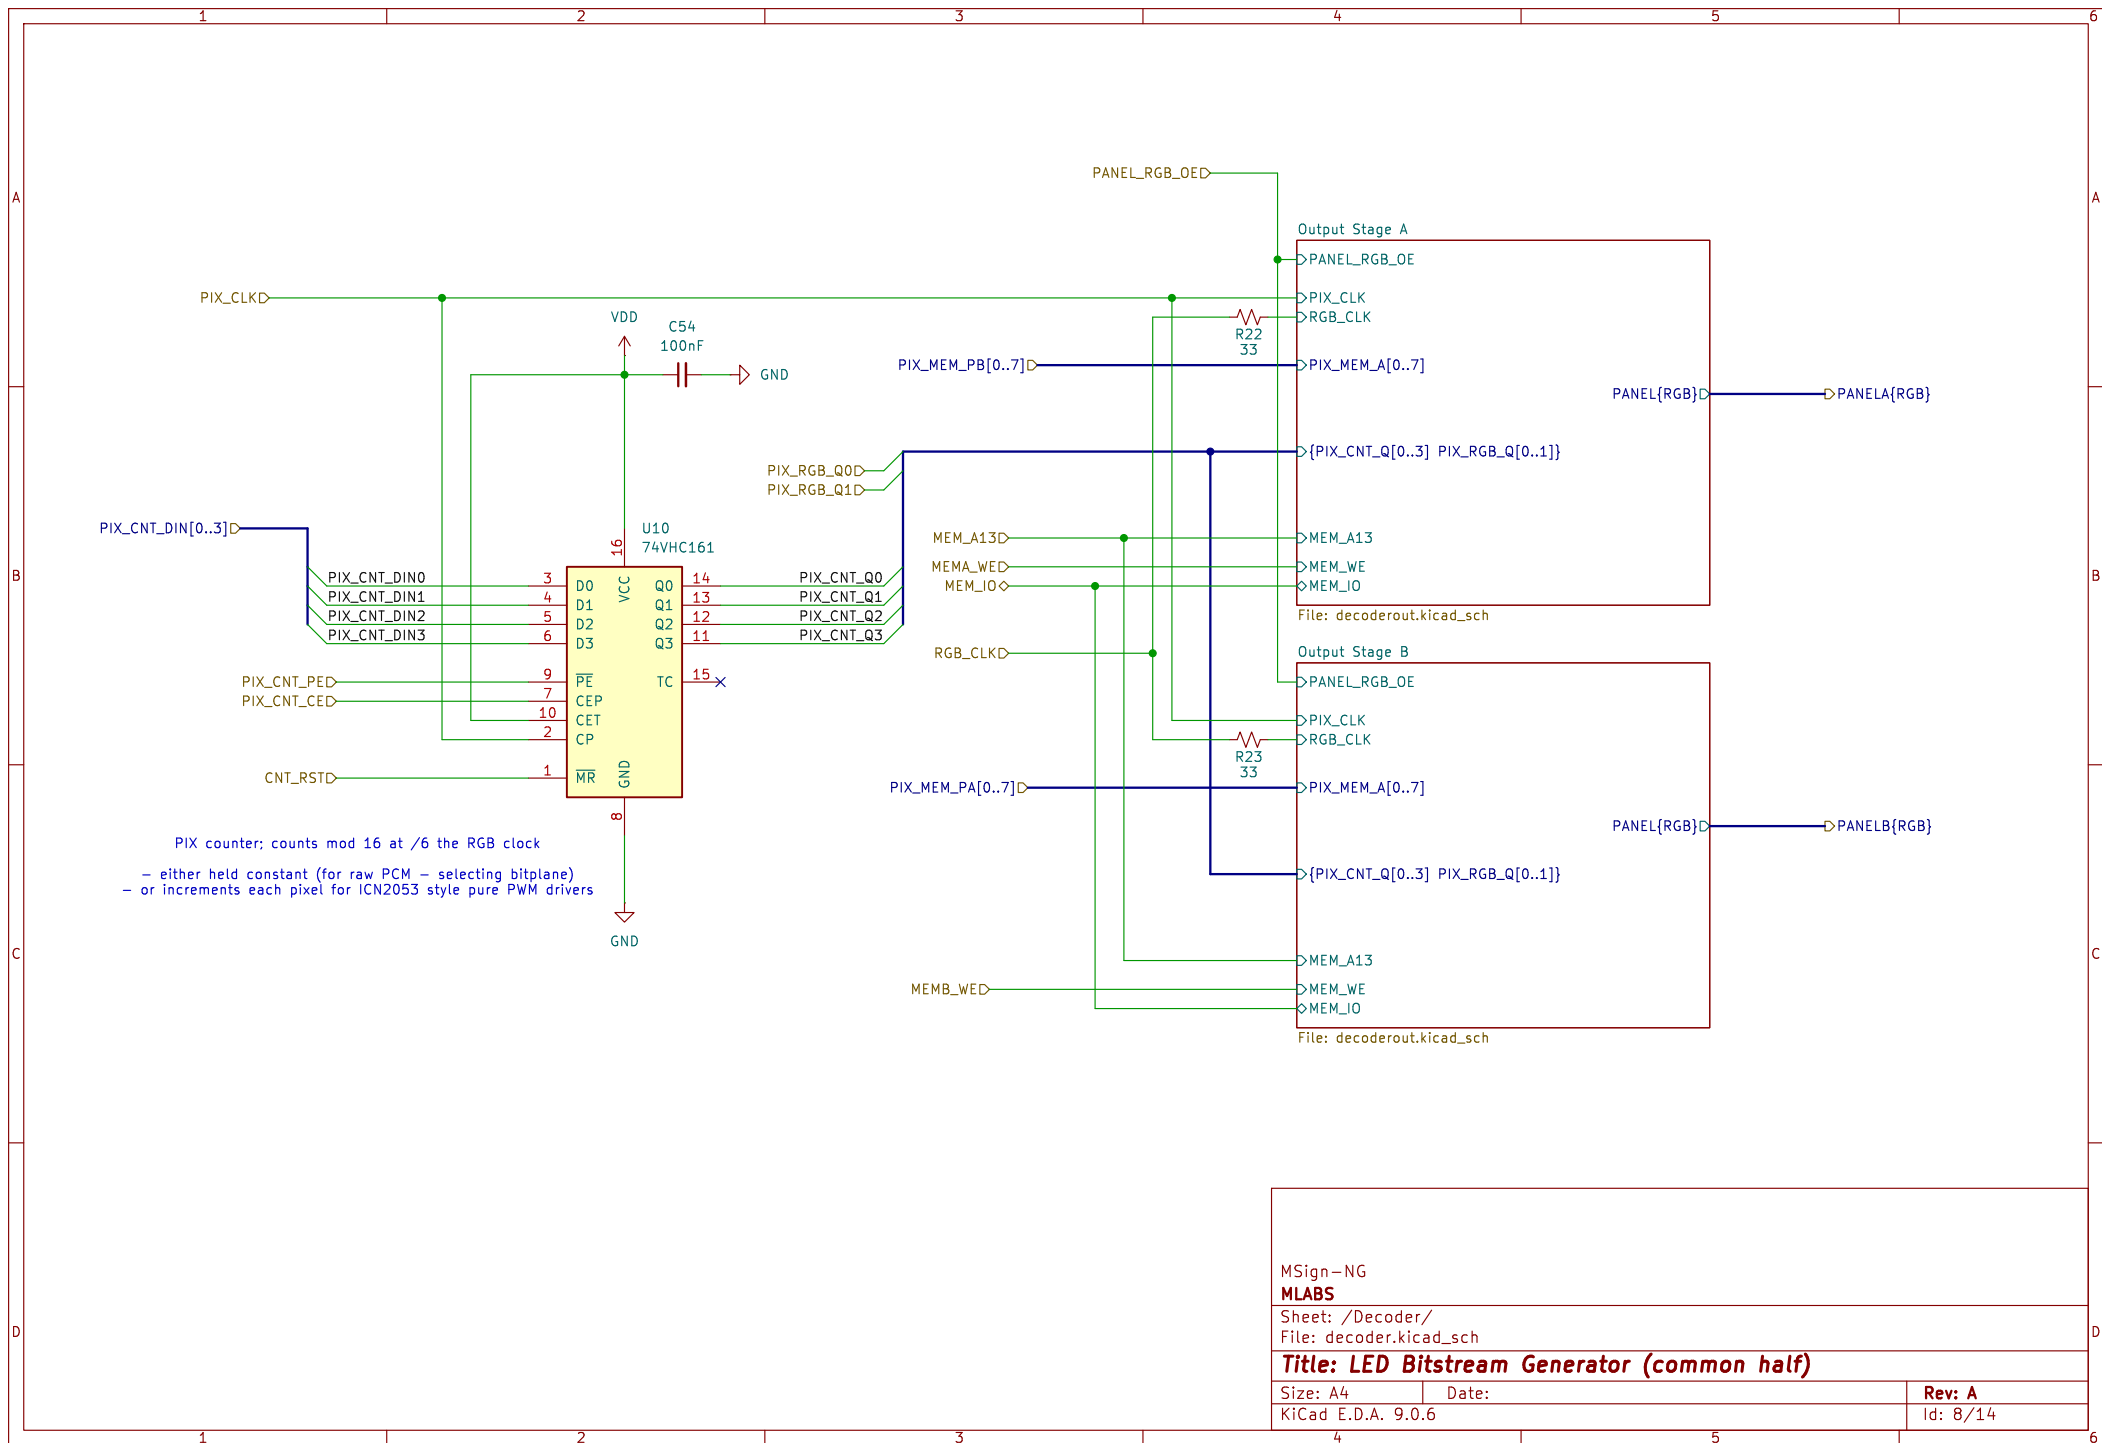 1 2 3 4 5 6
A A
B B
C C
D D
PANEL_RGB_OE
PIX_CLK
VDD
C54
100nF
GND
PIX_CNT_DIN[0..3]
PIX_CNT_DIN0
PIX_CNT_DIN1
PIX_CNT_DIN2
PIX_CNT_DIN3
PIX_CNT_PE
PIX_CNT_CE
CNT_RST
U10
74VHC161
16
VCC
3 D0 Q0 14
4 D1 Q1 13
5 D2 Q2 12
6 D3 Q3 11
9 PE TC 15
7 CEP
10 CET
2 CP
1 MR
GND
8
GND
PIX_CNT_Q0
PIX_CNT_Q1
PIX_CNT_Q2
PIX_CNT_Q3
PIX_RGB_Q0
PIX_RGB_Q1
PIX counter; counts mod 16 at /6 the RGB clock
- either held constant (for raw PCM - selecting bitplane)
- or increments each pixel for ICN2053 style pure PWM drivers
PIX_MEM_PB[0..7]
MEM_A13
MEMA_WE
MEM_IO
RGB_CLK
PIX_MEM_PA[0..7]
MEMB_WE
R22
33
R23
33
Output Stage A
PANEL_RGB_OE
PIX_CLK
RGB_CLK
PIX_MEM_A[0..7]
PANEL{RGB}
PANELA{RGB}
{PIX_CNT_Q[0..3] PIX_RGB_Q[0..1]}
MEM_A13
MEM_WE
MEM_IO
File: decoderout.kicad_sch
Output Stage B
PANEL_RGB_OE
PIX_CLK
RGB_CLK
PIX_MEM_A[0..7]
PANEL{RGB}
PANELB{RGB}
{PIX_CNT_Q[0..3] PIX_RGB_Q[0..1]}
MEM_A13
MEM_WE
MEM_IO
File: decoderout.kicad_sch
MSign-NG
MLABS
Sheet: /Decoder/
File: decoder.kicad_sch
Title: LED Bitstream Generator (common half)
Size: A4 Date: Rev: A
KiCad E.D.A. 9.0.6 Id: 8/14
1 2 3 4 5 6